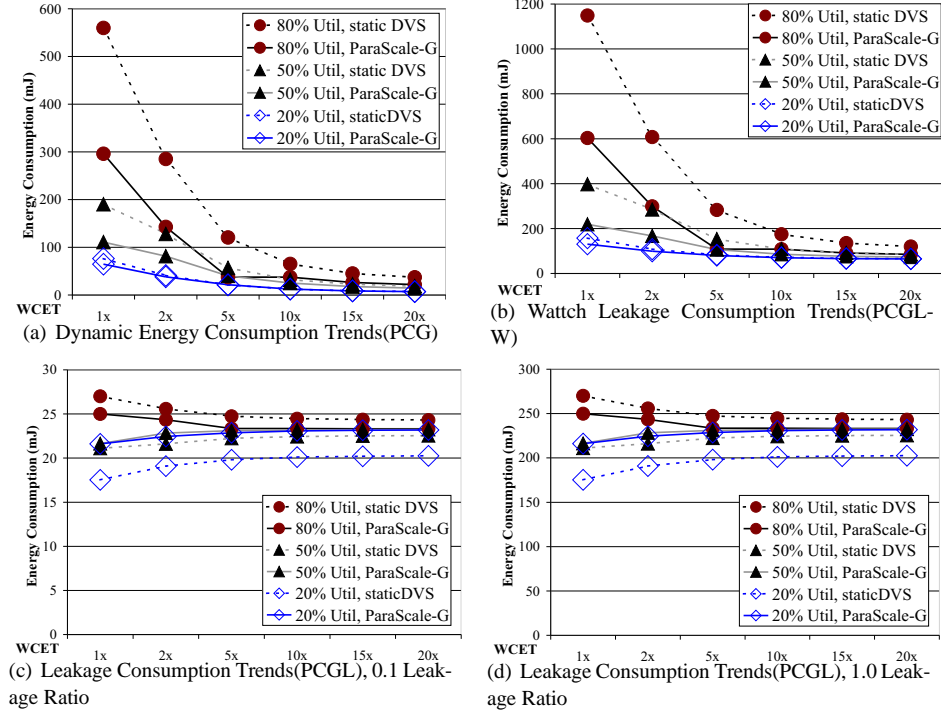 600
500
400
300
200
100
0
Energy Consumption (mJ)
80% Util, static DVS
80% Util, ParaScale-G
50% Util, static DVS
50% Util, ParaScale-G
20% Util, staticDVS
20% Util, ParaScale-G
WCET
1x 2x 5x 10x 15x 20x
(a) Dynamic Energy Consumption Trends(PCG)
1200
1000
800
600
400
200
0
Energy Consumption (mJ)
80% Util, static DVS
80% Util, ParaScale-G
50% Util, static DVS
50% Util, ParaScale-G
20% Util, staticDVS
20% Util, ParaScale-G
WCET
1x 2x 5x 10x 15x 20x
(b) Wattch Leakage Consumption Trends(PCGL-
W)
30
25
20
15
10
5
0
Energy Consumption (mJ)
80% Util, static DVS
80% Util, ParaScale-G
50% Util, static DVS
50% Util, ParaScale-G
20% Util, staticDVS
20% Util, ParaScale-G
WCET
1x 2x 5x 10x 15x 20x
(c) Leakage Consumption Trends(PCGL), 0.1 Leak-
age Ratio
300
250
200
150
100
50
0
Energy Consumption (mJ)
80% Util, static DVS
80% Util, ParaScale-G
50% Util, static DVS
50% Util, ParaScale-G
20% Util, staticDVS
20% Util, ParaScale-G
WCET
1x 2x 5x 10x 15x 20x
(d) Leakage Consumption Trends(PCGL), 1.0 Leak-
age Ratio